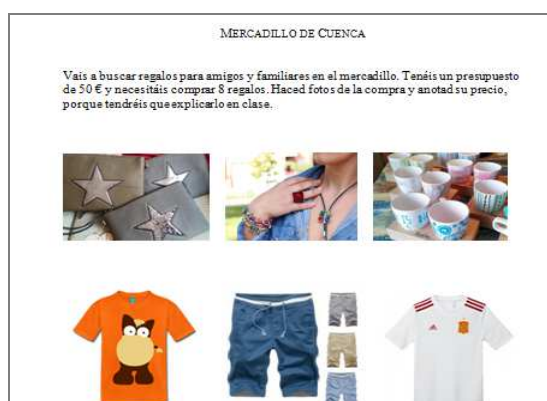 MERCADILLO DE CUENCA
Vais a buscar regalos para amigos y familiares en el mercadillo. Tenéis un presupuesto
de 50 € y necesitáis comprar 8 regalos. Haced fotos de la compra y anotad su precio,
porque tendréis que explicarlo en clase.